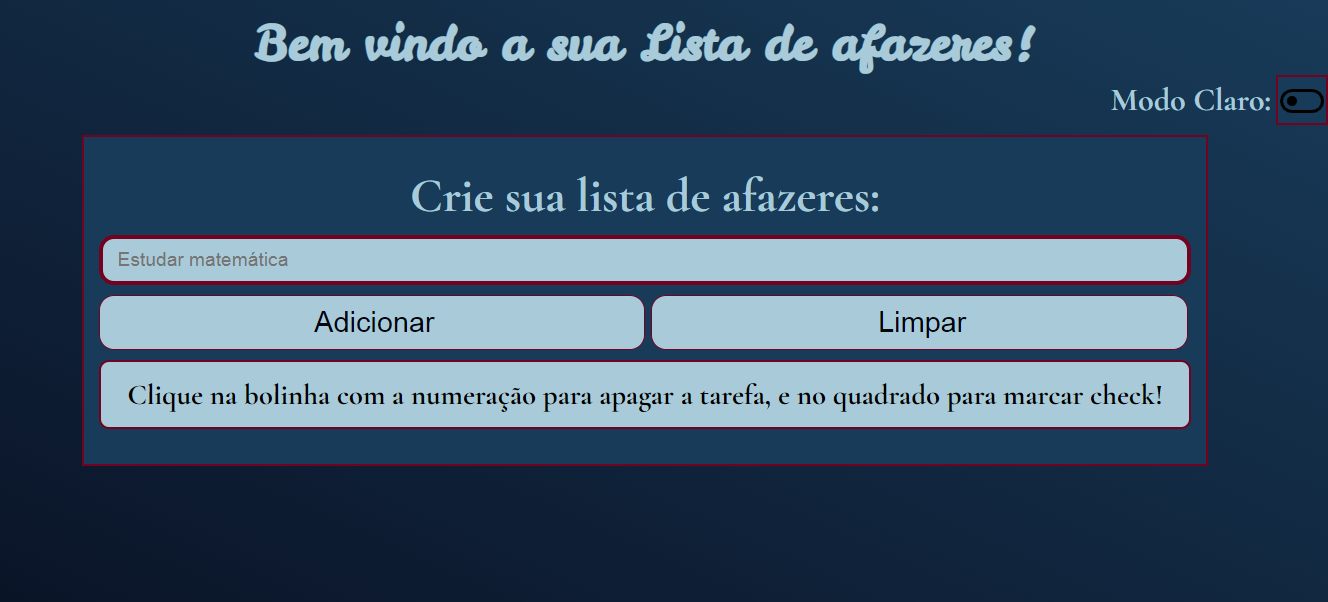 Bem vindo a sua Lista de afazeres!
Modo Claro:
Crie sua lista de afazeres:
Estudar matemática
Adicionar Limpar
Clique na bolinha com a numeração para apagar a tarefa, e no quadrado para marcar check!